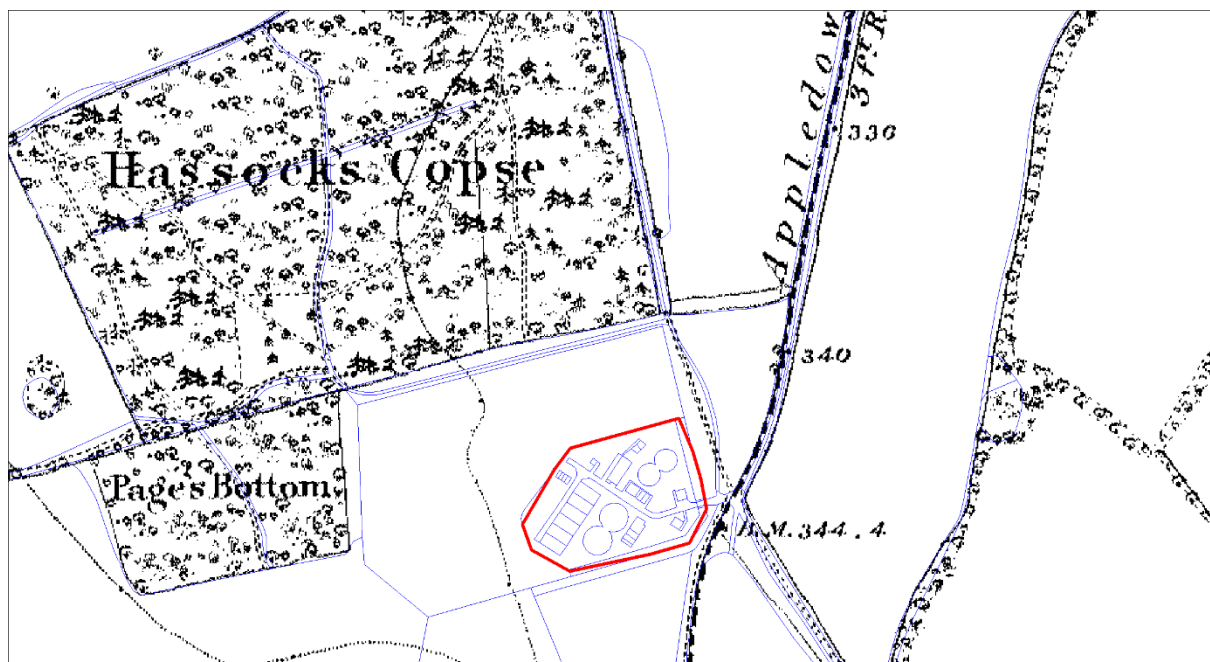 Appledow
3 ft R.
330
Hassocks Copse
340
Page's Bottom
B.M. 344.4